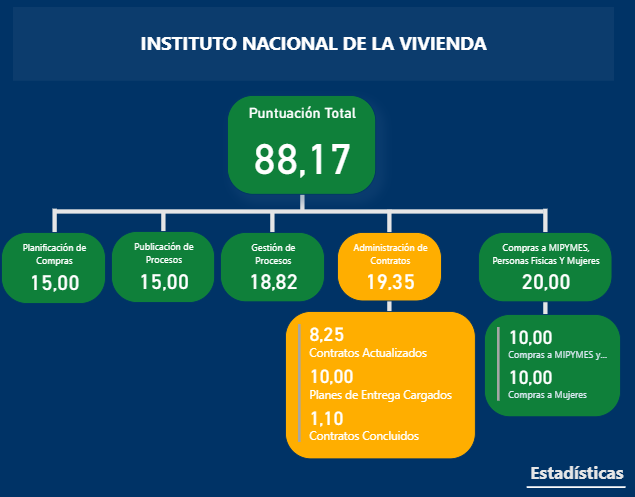 INSTITUTO NACIONAL DE LA VIVIENDA
Puntuación Total
88,17
Planificación de
Compras
15,00
Publicación de
Procesos
15,00
Gestión de
Procesos
18,82
Administración de
Contratos
19,35
Compras a MIPYMES,
Personas Fisicas Y Mujeres
20,00
8,25
Contratos Actualizados
10,00
Planes de Entrega Cargados
1,10
Contratos Concluidos
10,00
Compras a MIPYMES y...
10,00
Compras a Mujeres
Estadísticas